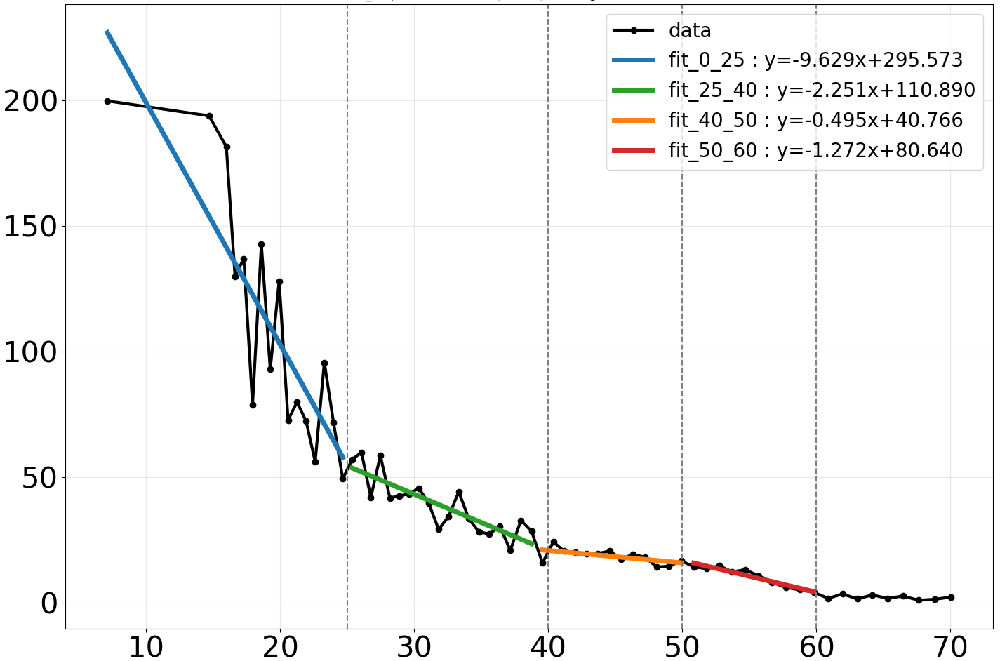 data
fit_0_25 : y=-9.629x+295.573
fit_25_40 : y=-2.251x+110.890
fit_40_50 : y=-0.495x+40.766
fit_50_60 : y=-1.272x+80.640
200
150
100
50
0
10 20 30 40 50 60 70